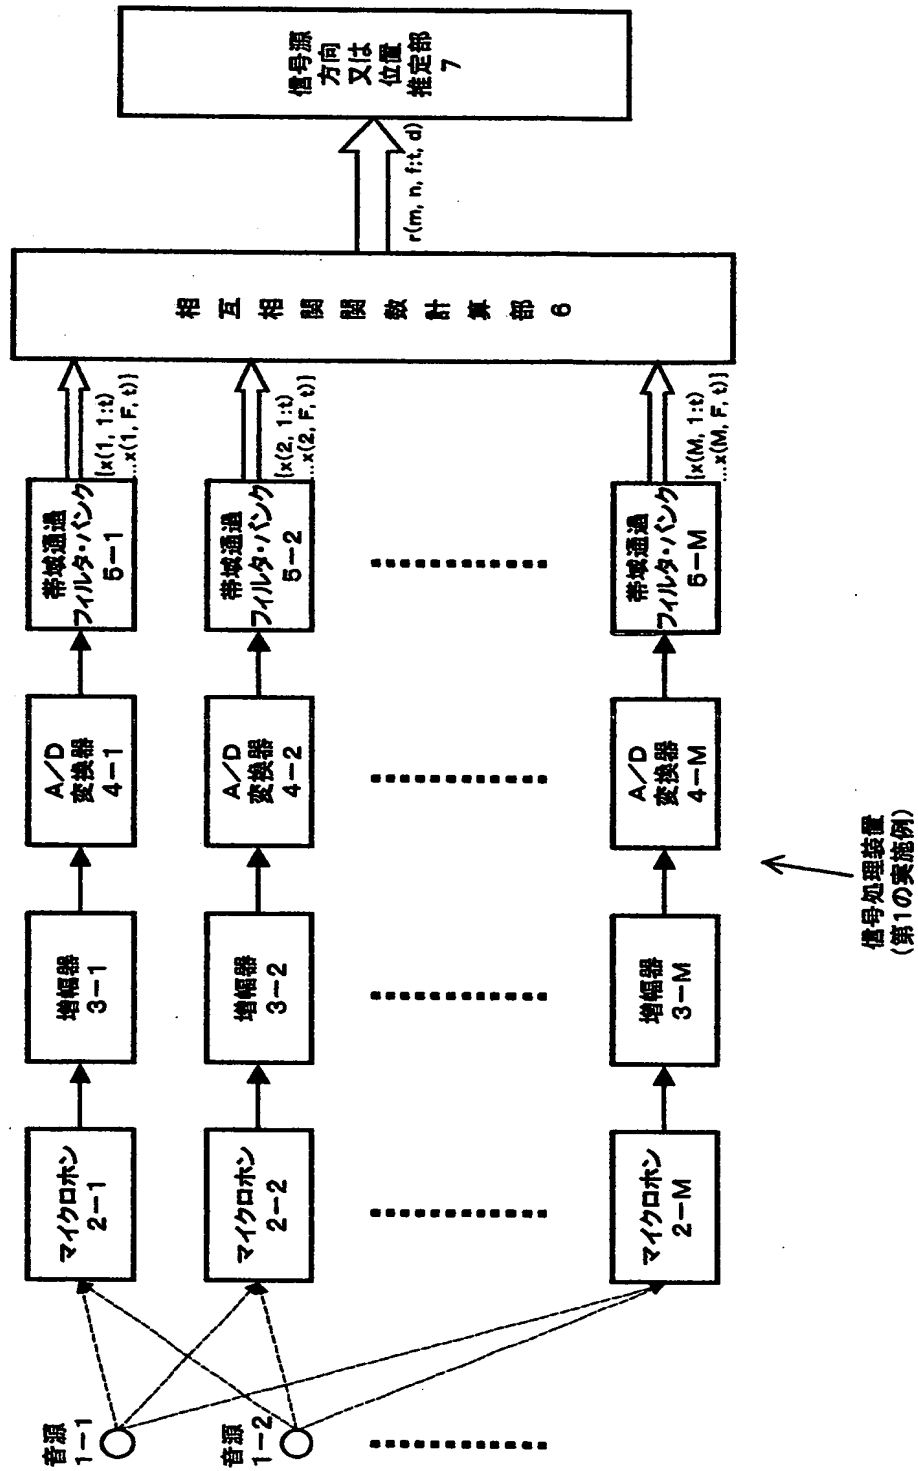 音源
1−1
音源
1−2
マイクロホン
2−1
マイクロホン
2−2
マイクロホン
2−M
増幅器
3−1
増幅器
3−2
増幅器
3−M
A/D
変換器
4−1
A/D
変換器
4−2
A/D
変換器
4−M
帯域通過
フィルタ・バンク
5−1
帯域通過
フィルタ・バンク
5−2
帯域通過
フィルタ・バンク
5−M
[x(1, 1:t)
...x(1, F, t)]
[x(2, 1:t)
...x(2, F, t)]
[x(M, 1:t)
...x(M, F, t)]
相互相関関数計算部6
r(m, n, f:t, d)
信号源
方向
又は
位置
推定部
7
信号処理装置
(第1の実施例)